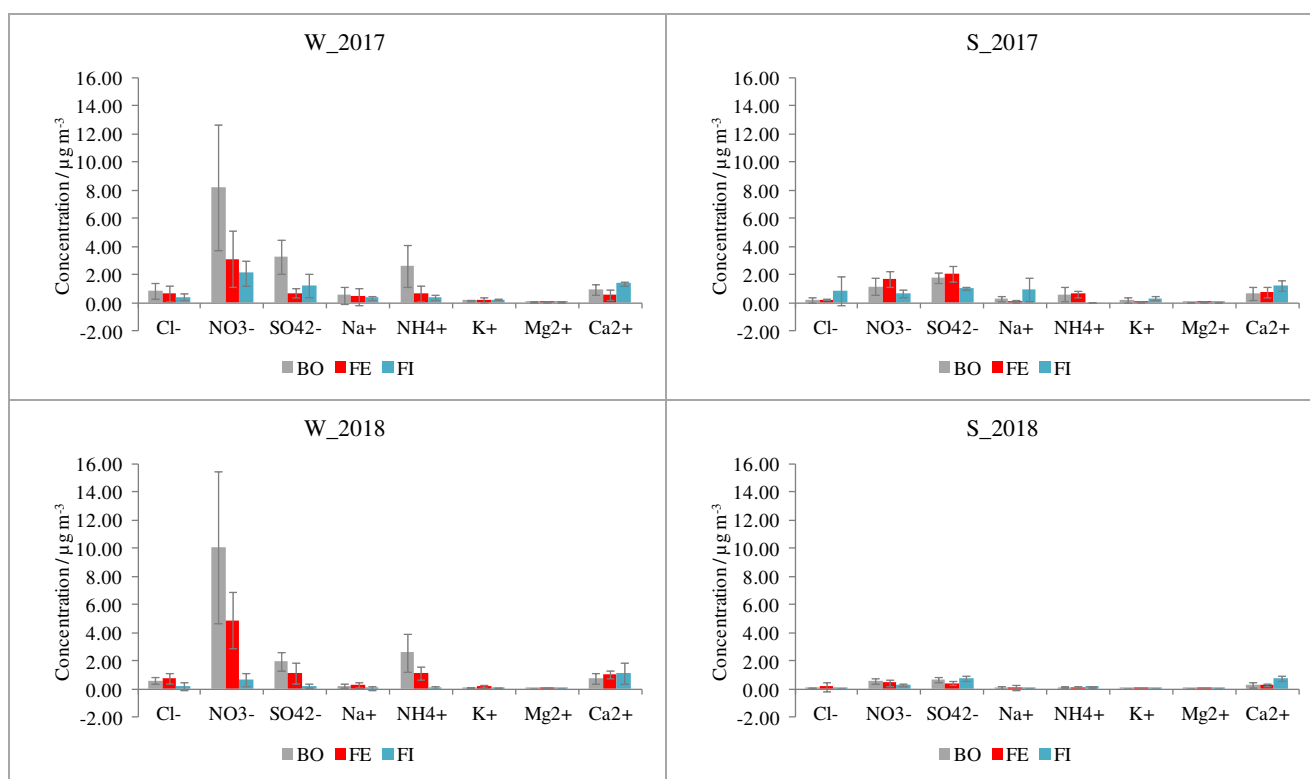 W_2017
Concentration / µg m-3
16.00
14.00
12.00
10.00
8.00
6.00
4.00
2.00
0.00
-2.00
Cl- NO3- SO42- Na+ NH4+ K+ Mg2+ Ca2+
BO FE FI
S_2017
Concentration / µg m-3
16.00
14.00
12.00
10.00
8.00
6.00
4.00
2.00
0.00
-2.00
Cl- NO3- SO42- Na+ NH4+ K+ Mg2+ Ca2+
BO FE FI
W_2018
Concentration / µg m-3
16.00
14.00
12.00
10.00
8.00
6.00
4.00
2.00
0.00
-2.00
Cl- NO3- SO42- Na+ NH4+ K+ Mg2+ Ca2+
BO FE FI
S_2018
Concentration / µg m-3
16.00
14.00
12.00
10.00
8.00
6.00
4.00
2.00
0.00
-2.00
Cl- NO3- SO42- Na+ NH4+ K+ Mg2+ Ca2+
BO FE FI